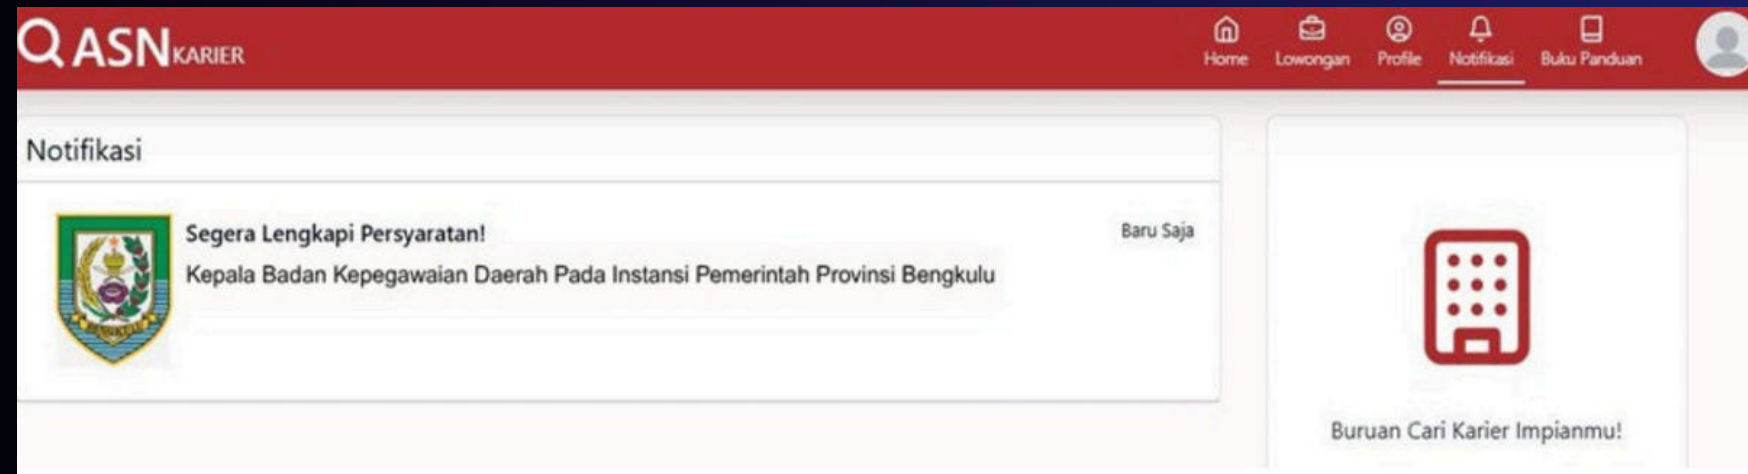 ASN KARIER
Home
Lowongan
Profile
Notifikasi
Buku Panduan
Notifikasi
Segera Lengkapi Persyaratan!
Baru Saja
Kepala Badan Kepegawaian Daerah Pada Instansi Pemerintah Provinsi Bengkulu
BENGKULU
Buruan Cari Karier Impianmu!